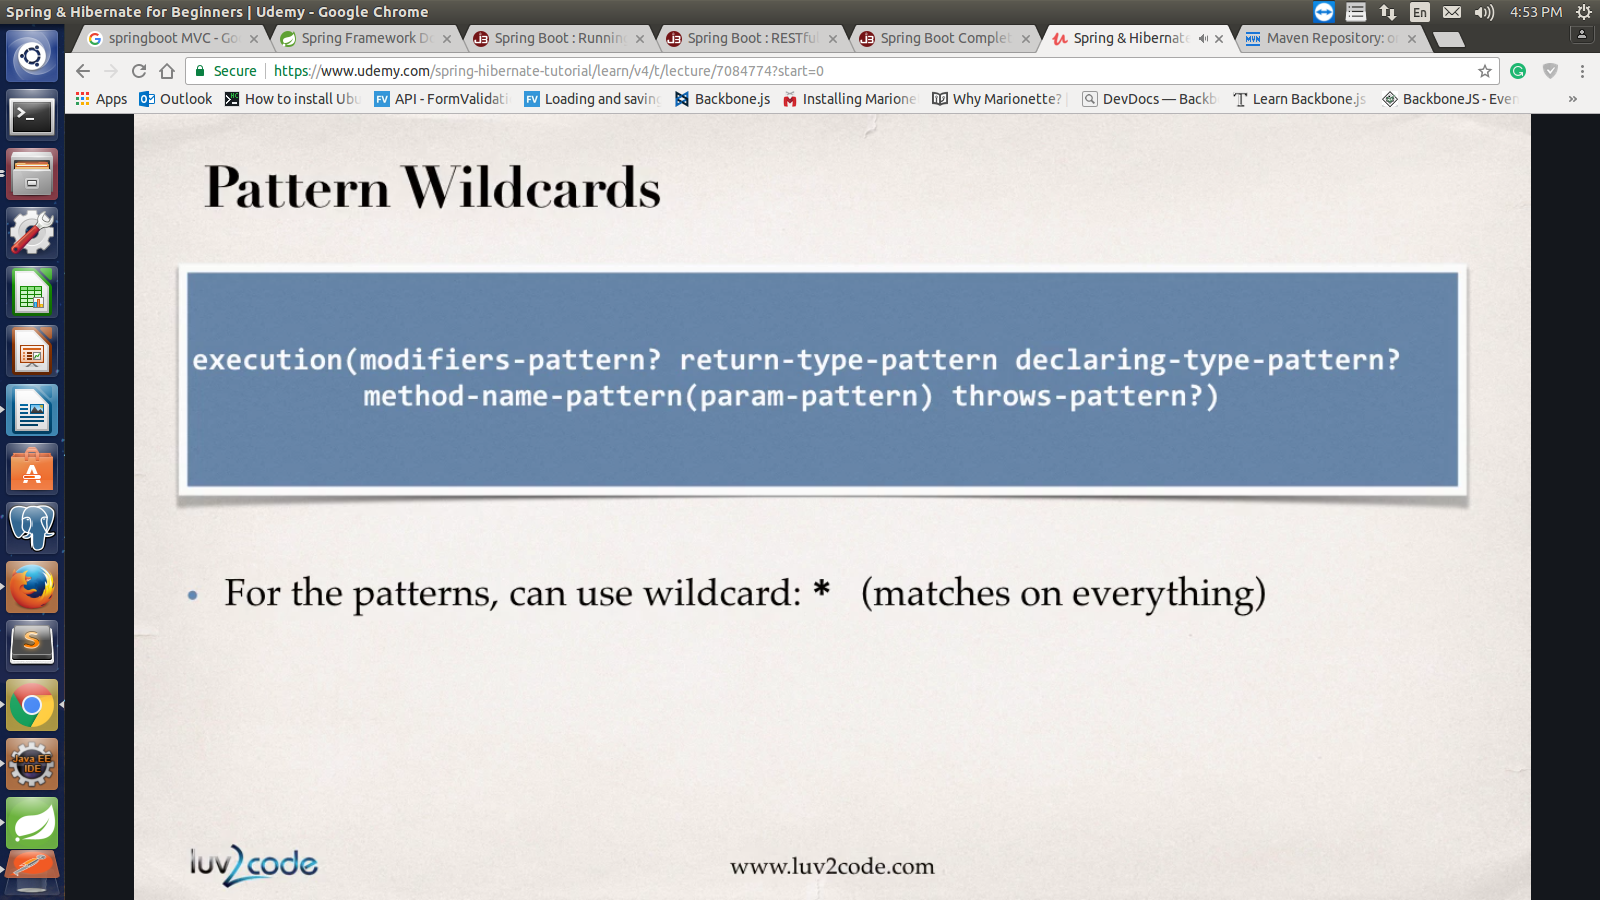 Spring & Hibernate for Beginners | Udemy - Google Chrome
En
4:53 PM
springboot MVC - Go
Spring Framework Do
Spring Boot : Runnin
Spring Boot : RESTfu
Spring Boot Complet
Spring & Hibernate
Maven Repository: o
Secure
https://www.udemy.com/spring-hibernate-tutorial/learn/v4/t/lecture/7084774?start=0
Apps
Outlook
How to install Ubu
FV API - FormValidati
FV Loading and saving
Backbone.js
Installing Marione
Why Marionette?
DevDocs — Backb
Learn Backbone.js
BackboneJS - Ever
»
Pattern Wildcards
execution(modifiers-pattern? return-type-pattern declaring-type-pattern?
method-name-pattern(param-pattern) throws-pattern?)
• For the patterns, can use wildcard: * (matches on everything)
Java EE
IDE
luv2code
www.luv2code.com